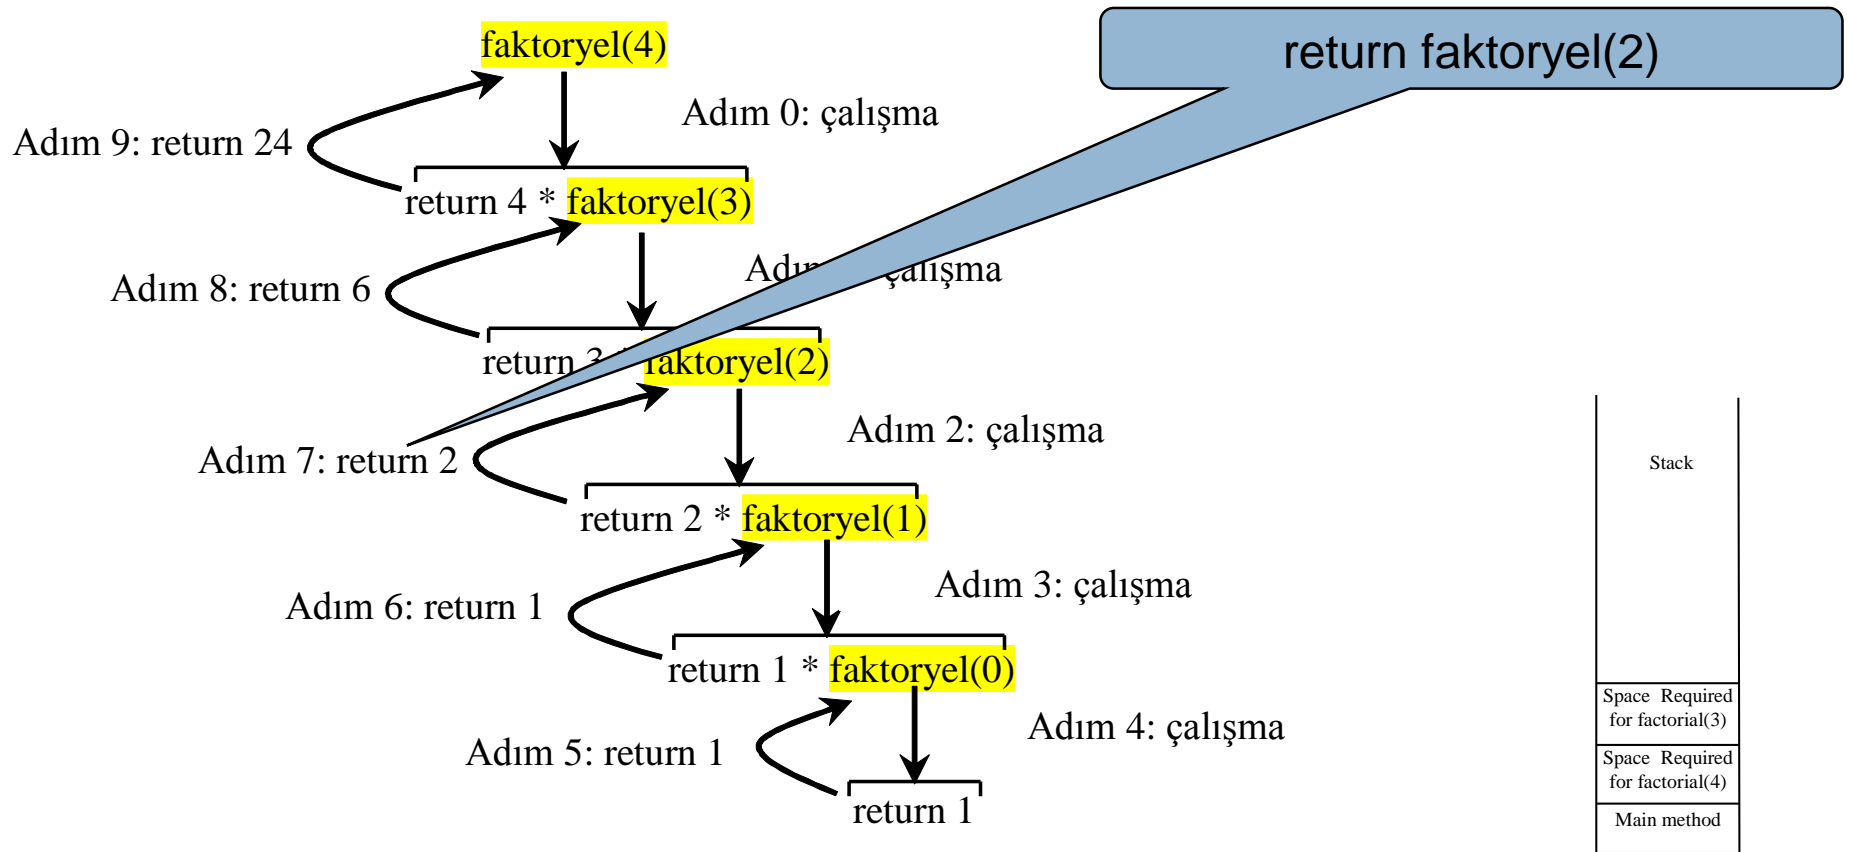 faktoryel(4)
return faktoryel(2)
Adım 0: çalışma
Adım 9: return 24
return 4 * faktoryel(3)
çalışma
Adım 8: return 6
return 3 faktoryel(2)
Adım 2: çalışma
Adım 7: return 2
return 2 * faktoryel(1)
Adım 3: çalışma
Adım 6: return 1
return 1 * faktoryel(0)
Adım 4: çalışma
Adım 5: return 1
return 1
Stack
Space Required
for factorial(3)
Space Required
for factorial(4)
Main method